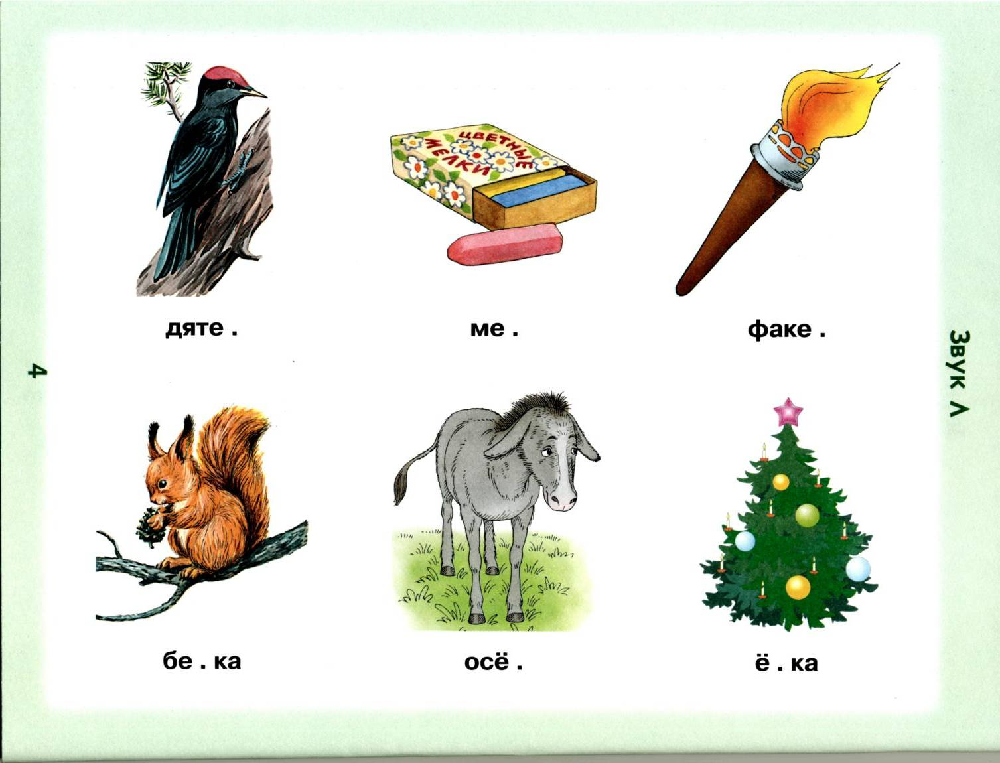 ЦВЕТНЫЕ
МЕЛКИ
дяте .
ме .
факе .
бе . ка
осё .
ё . ка
4
Звук Л